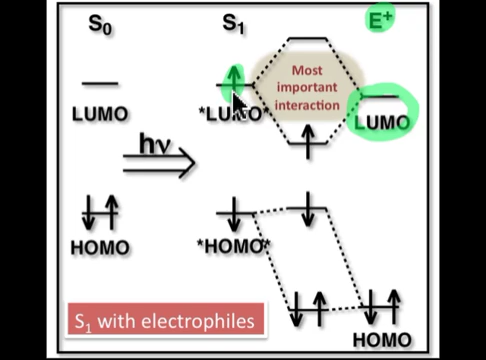 S₀
S₁
E⁺
Most
important
interaction
LUMO
*LUMO*
LUMO
hν
HOMO
*HOMO*
S₁ with electrophiles
HOMO